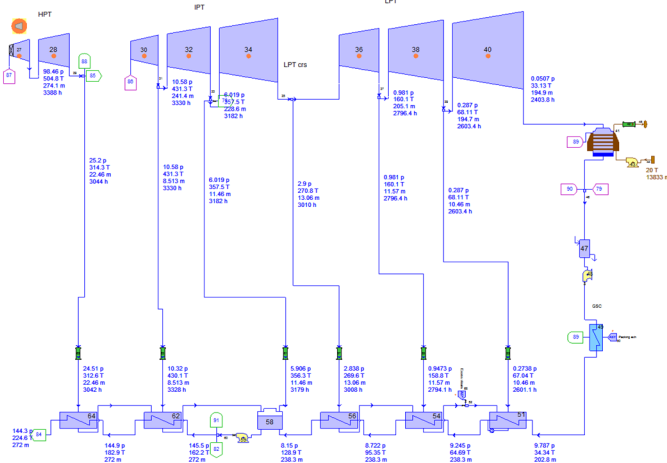 HPT
IPT
LPT
LPT crs
27
28
30
32
34
36
38
40
87
88
85
86
98.46 p
504.8 T
274.1 m
3388 h
10.58 p
431.3 T
241.4 m
3330 h
6.019 p
357.5 T
228.6 m
3182 h
0.981 p
160.1 T
205.1 m
2796.4 h
0.287 p
68.11 T
194.7 m
2603.4 h
0.0507 p
33.13 T
194.9 m
2403.8 h
89
20 T
13833 m
90
79
25.2 p
314.3 T
22.46 m
3044 h
10.58 p
431.3 T
8.513 m
3330 h
6.019 p
357.5 T
11.46 m
3182 h
2.9 p
270.8 T
13.06 m
3010 h
0.981 p
160.1 T
11.57 m
2796.4 h
0.287 p
68.11 T
10.46 m
2603.4 h
47
GSC
59
24.51 p
312.6 T
22.46 m
3042 h
10.32 p
430.1 T
8.513 m
3328 h
5.906 p
356.3 T
11.46 m
3179 h
2.838 p
269.6 T
13.06 m
3008 h
0.9473 p
158.8 T
11.57 m
2794.1 h
0.2738 p
67.04 T
10.46 m
2601.1 h
64
62
58
56
54
51
91
82
84
144.3 p
224.6 T
272 m
144.9 p
182.9 T
272 m
145.5 p
162.2 T
272 m
8.15 p
128.9 T
238.3 m
8.722 p
95.35 T
238.3 m
9.245 p
64.69 T
238.3 m
9.787 p
34.34 T
202.8 m